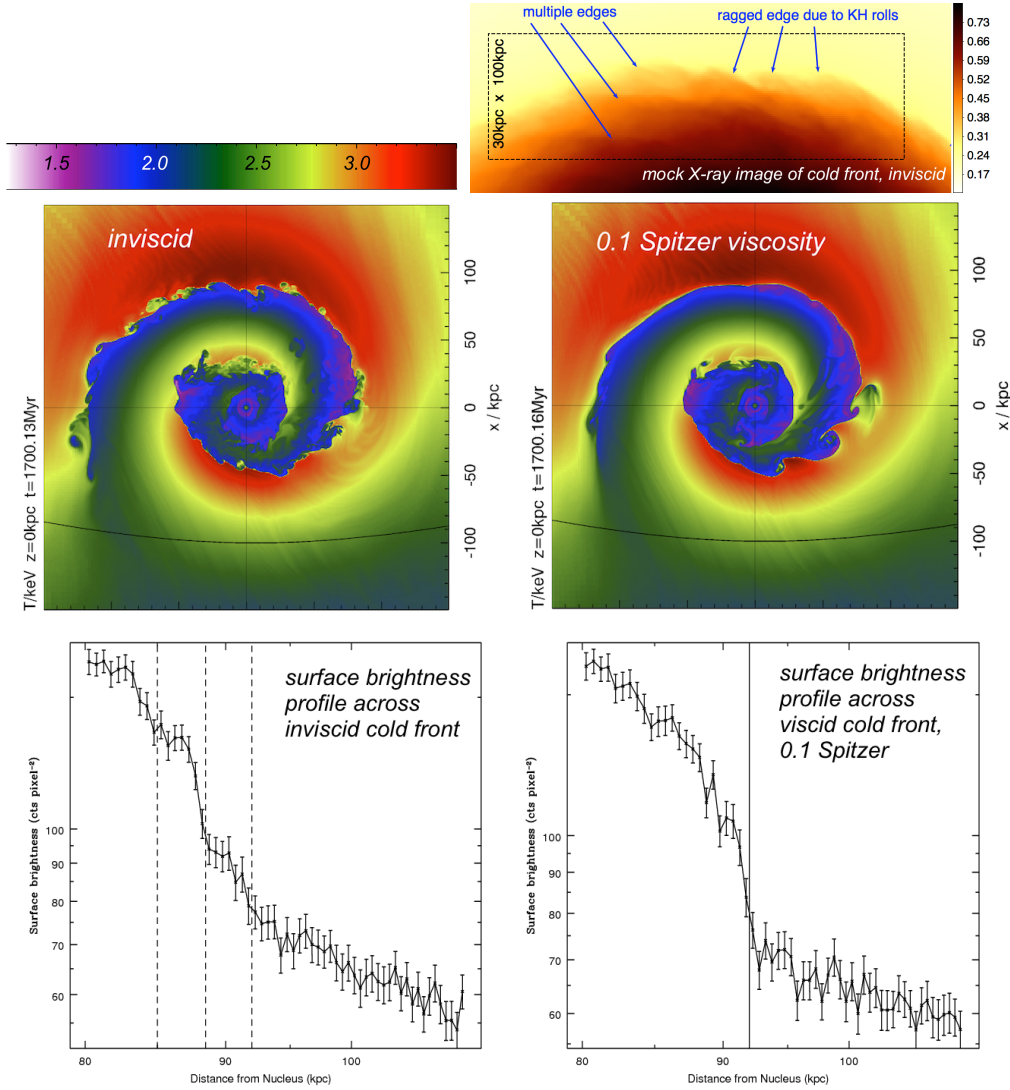 multiple edges
ragged edge due to KH rolls
30kpc x 100kpc
mock X-ray image of cold front, inviscid
0.73
0.66
0.59
0.52
0.45
0.38
0.31
0.24
0.17
1.5 2.0 2.5 3.0
inviscid
T/keV z=0kpc t=1700.13Myr
100
50
0
-50
-100
x / kpc
0.1 Spitzer viscosity
T/keV z=0kpc t=1700.16Myr
100
50
0
-50
-100
x / kpc
surface brightness
profile across
inviscid cold front
Surface brightness (cts pixel⁻²)
100
90
80
70
60
80 90 100
Distance from Nucleus (kpc)
surface brightness
profile across
viscid cold front,
0.1 Spitzer
Surface brightness (cts pixel⁻²)
100
90
80
70
60
80 90 100
Distance from Nucleus (kpc)